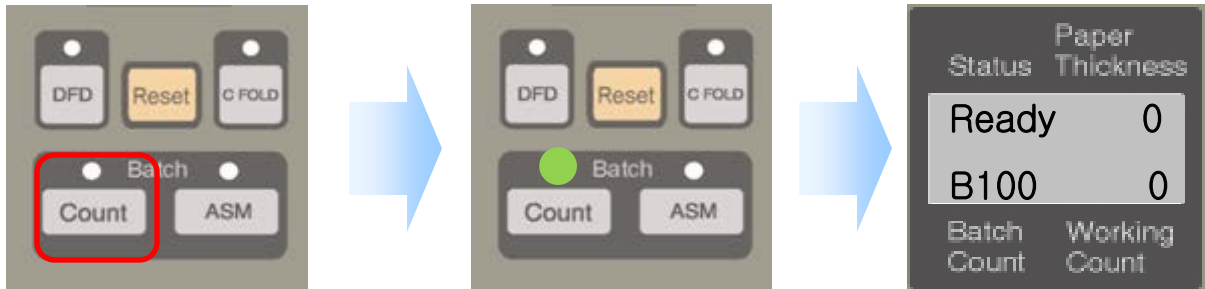 DFD Reset C FOLD
Batch
Count ASM
DFD Reset C FOLD
Batch
Count ASM
Paper
Status Thickness
Ready 0
B100 0
Batch Working
Count Count